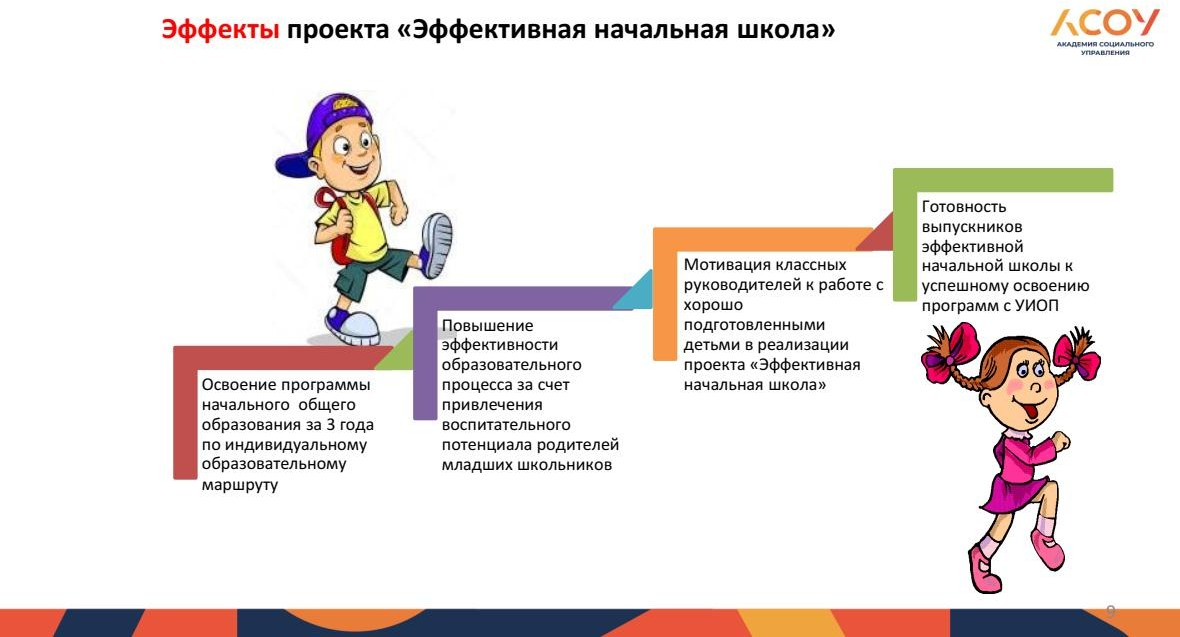 Эффекты проекта «Эффективная начальная школа»
АСОУ
АКАДЕМИЯ СОЦИАЛЬНОГО
УПРАВЛЕНИЯ
Освоение программы
начального общего
образования за 3 года
по индивидуальному
образовательному
маршруту
Повышение
эффективности
образовательного
процесса за счет
привлечения
воспитательного
потенциала родителей
младших школьников
Мотивация классных
руководителей к работе с
хорошо
подготовленными
детьми в реализации
проекта «Эффективная
начальная школа»
Готовность
выпускников
эффективной
начальной школы к
успешному освоению
программ с УИОП
9